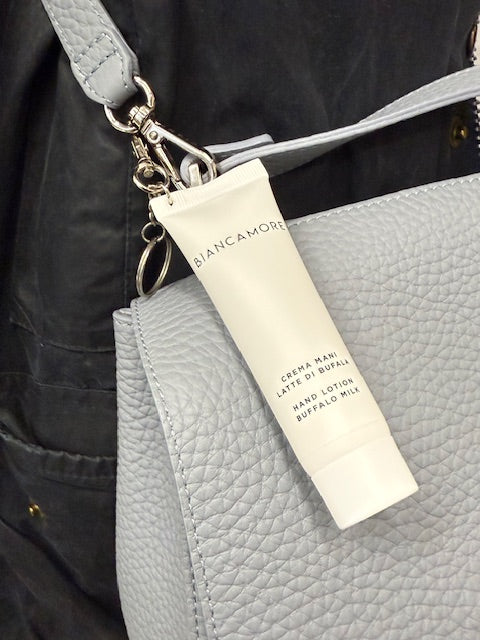 BIANCAMORE
CREMA MANI
LATTE DI BUFALA
HAND LOTION
BUFFALO MILK